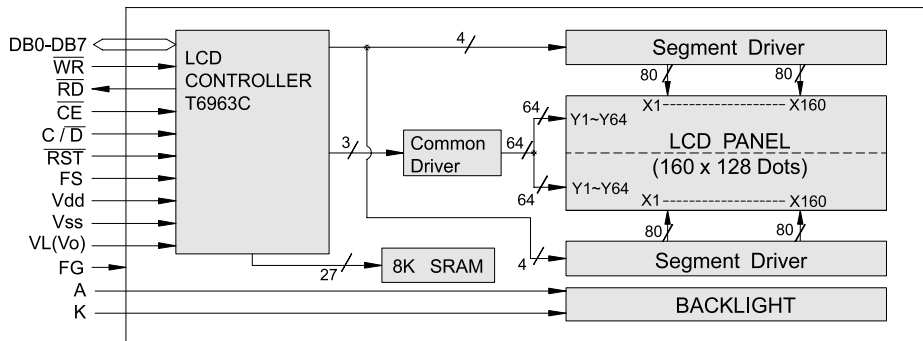 DB0-DB7
WR
RD
CE
C / D
RST
FS
Vdd
Vss
VL(Vo)
FG
A
K
LCD
CONTROLLER
T6963C
4
3
27
Common
Driver
8K SRAM
64
64
64
4
Segment Driver
80
80
X1 ---------------- X160
Y1~Y64
LCD PANEL
(160 x 128 Dots)
Y1~Y64
X1 ---------------- X160
80
80
Segment Driver
BACKLIGHT